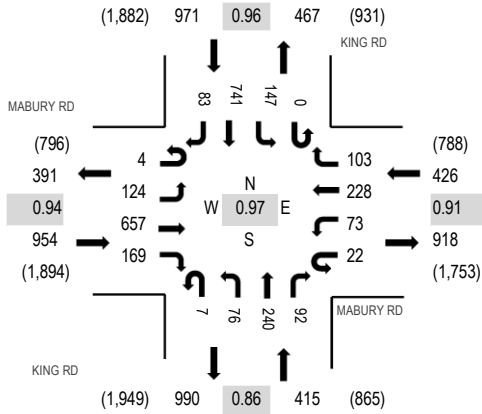 (1,882) 971 0.96 467 (931)
KING RD
83 741 147 0
MABURY RD
(796) (788)
4 103
391 426
124 228
N
0.94 W 0.97 E 0.91
657 73
S
954 918
169 22
(1,894) (1,753)
7 76 240 92
MABURY RD
KING RD
(1,949) 990 0.86 415 (865)